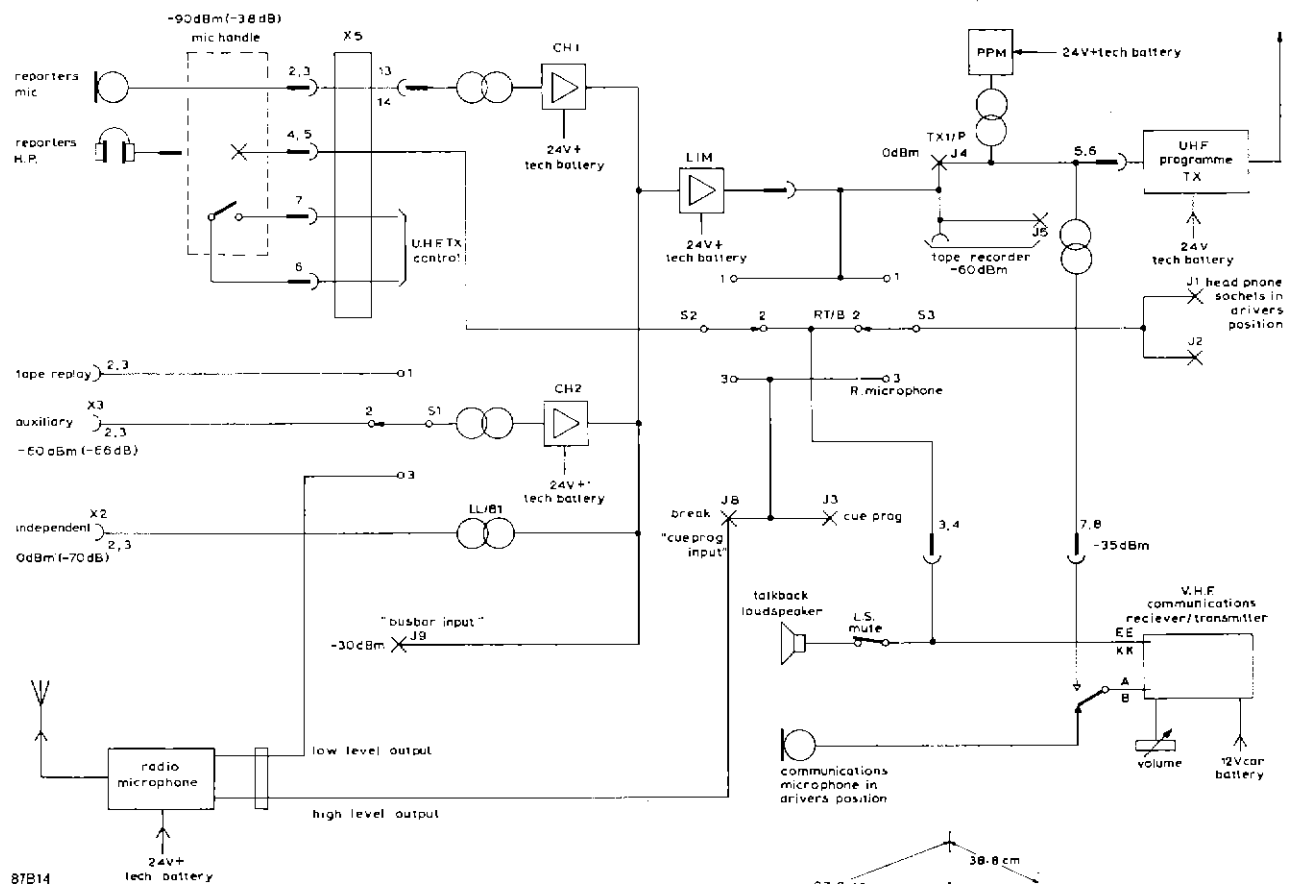 -90dBm(-38dB)
mic handle
X5
CH1
PPM
24V+tech battery
reporters
mic
2,3
13
14
24V+
tech battery
reporters
H.P.
4,5
TX1/P
0dBm
J4
5,6
U.H.F
programme
TX
LIM
7
6
U.H.F.TX
control
24V+
tech battery
J5
tape recorder
-60dBm
24V
tech battery
1
1
J1 head phone
sockets in
drivers
position
S2
2
RT/B
2
S3
J2
tape replay
2,3
1
3
3
R.microphone
CH2
X3
auxiliary
2,3
2
S1
-60dBm(-66dB)
24V+
tech battery
3
X2
independent
2,3
0dBm(-70dB)
LL/81
J8
break
"cueprog
input"
J3
cue prog
3,4
7,8
-35dBm
talkback
loudspeaker
L.S.
mute
V.H.F.
communications
reciever/transmitter
"busbar input"
J9
-30dBm
EE
KK
A
B
low level output
radio
microphone
high level output
communications
microphone in
drivers position
volume
12Vcar
battery
24V+
tech battery
87B14
38·8cm